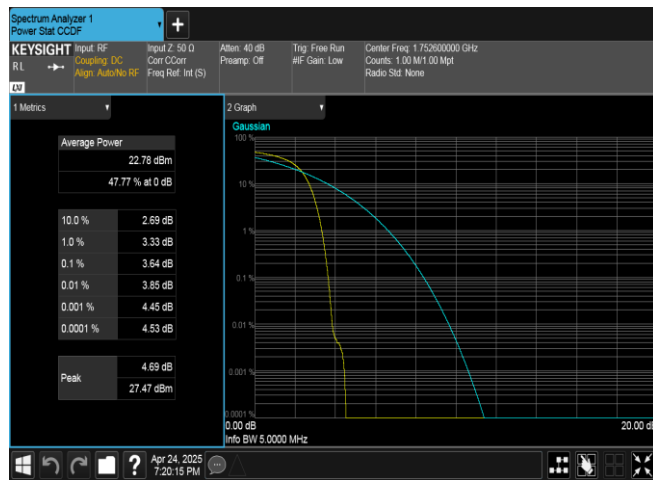 Spectrum Analyzer 1
Power Stat CCDF
KEYSIGHT
Input: RF
Coupling: DC
Align: Auto/No RF
Input Z: 50 Ω
Corr CCorr
Freq Ref: Int (S)
Atten: 40 dB
Preamp: Off
Trig: Free Run
#IF Gain: Low
Center Freq: 1.752600000 GHz
Counts: 1.00 M/1.00 Mpt
Radio Std: None
R L
LXI
1 Metrics
Average Power
22.78 dBm
47.77 % at 0 dB
10.0 % 2.69 dB
1.0 % 3.33 dB
0.1 % 3.64 dB
0.01 % 3.85 dB
0.001 % 4.45 dB
0.0001 % 4.53 dB
Peak
4.69 dB
27.47 dBm
2 Graph
Gaussian
100 %
10 %
1 %
0.1 %
0.01 %
0.001 %
0.0001 %
0.00 dB
20.00 d
Info BW 5.0000 MHz
?
Apr 24, 2025
7:20:15 PM